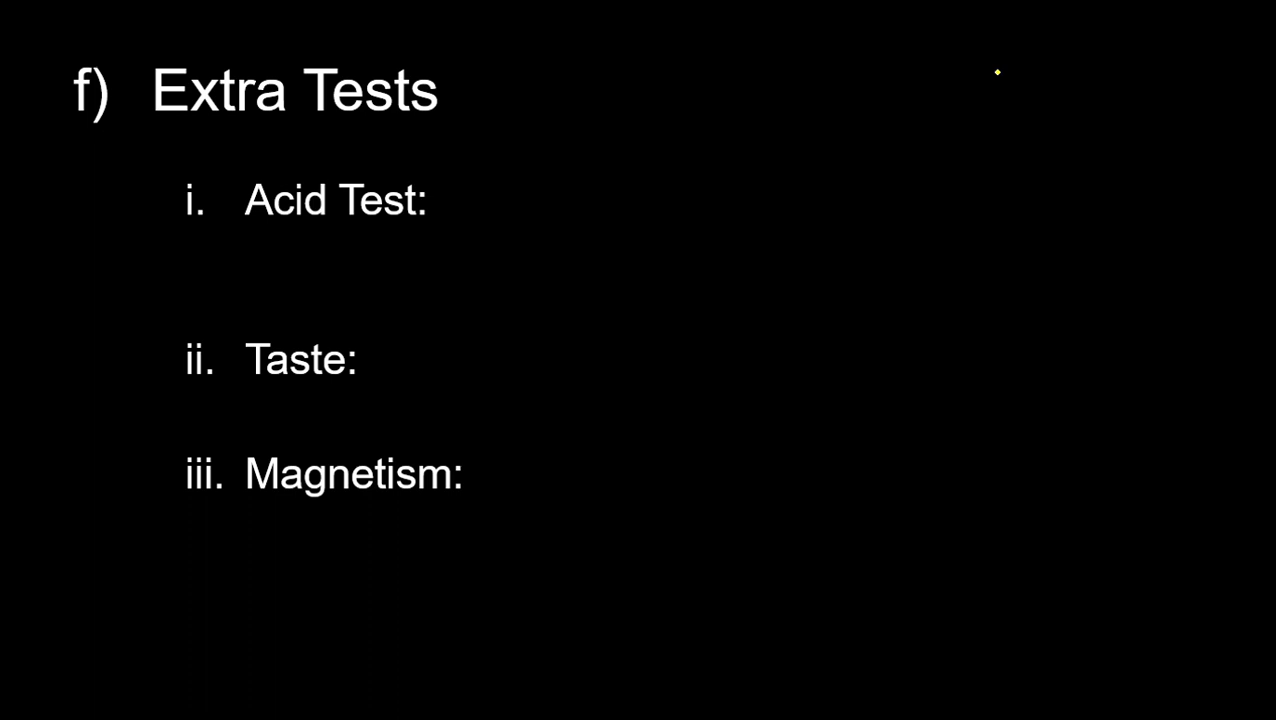 f) Extra Tests
i. Acid Test:
ii. Taste:
iii. Magnetism: